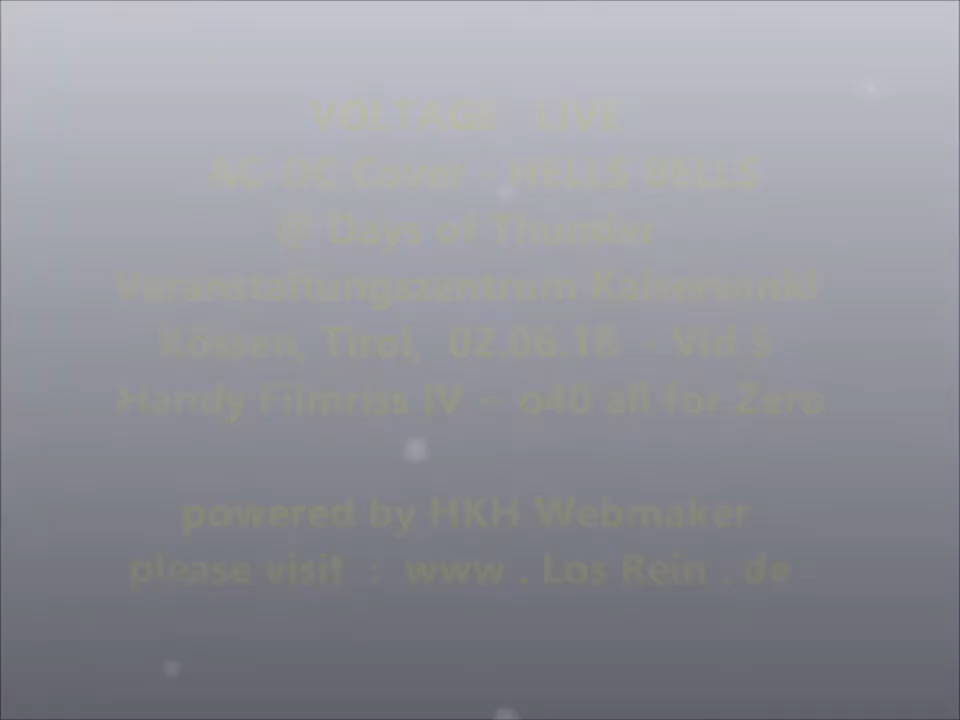 VOLTAGE LIVE
AC-DC Cover - HELLS BELLS
@ Days of Thunder
Veranstaltungszentrum Kaiserwinkl
Kössen, Tirol, 02.06.18 - Vid 5
Handy Filmriss IV - p40 all for Zero
powered by HKH Webmaker
please visit : www . Los Rein . de